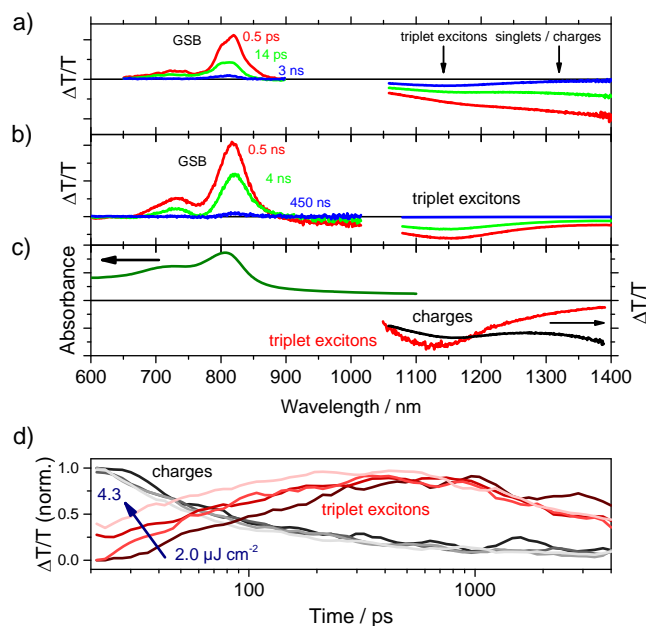 a)
GSB
0.5 ps
14 ps
3 ns
triplet excitons singlets / charges
ΔT/T
b)
GSB
0.5 ns
4 ns
450 ns
triplet excitons
ΔT/T
c)
Absorbance
charges
triplet excitons
ΔT/T
600 700 800 900 1000 1100 1200 1300 1400
Wavelength / nm
d)
1.0
0.5
0.0
ΔT/T (norm.)
charges
4.3
triplet excitons
2.0 µJ cm⁻²
100 1000
Time / ps